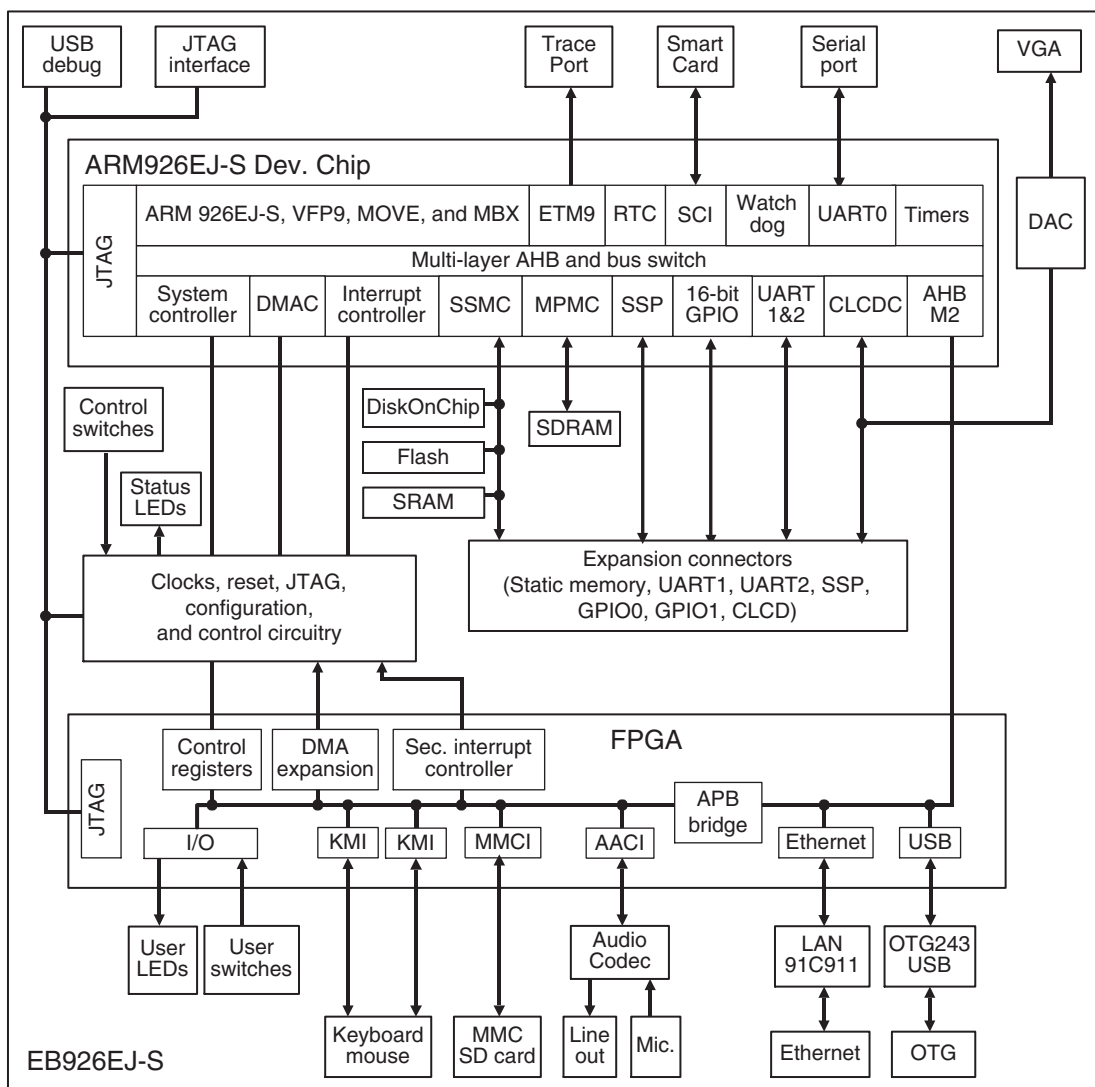 USB
debug
JTAG
interface
Trace
Port
Smart
Card
Serial
port
VGA
ARM926EJ-S Dev. Chip
JTAG
ARM 926EJ-S, VFP9, MOVE, and MBX
ETM9
RTC
SCI
Watch
dog
UART0
Timers
DAC
Multi-layer AHB and bus switch
System
controller
DMAC
Interrupt
controller
SSMC
MPMC
SSP
16-bit
GPIO
UART
1&2
CLCDC
AHB
M2
Control
switches
DiskOnChip
SDRAM
Flash
Status
LEDs
SRAM
Clocks, reset, JTAG,
configuration,
and control circuitry
Expansion connectors
(Static memory, UART1, UART2, SSP,
GPIO0, GPIO1, CLCD)
FPGA
JTAG
Control
registers
DMA
expansion
Sec. interrupt
controller
APB
bridge
I/O
KMI
KMI
MMCI
AACI
Ethernet
USB
User
LEDs
User
switches
Audio
Codec
LAN
91C911
OTG243
USB
Keyboard
mouse
MMC
SD card
Line
out
Mic.
Ethernet
OTG
EB926EJ-S